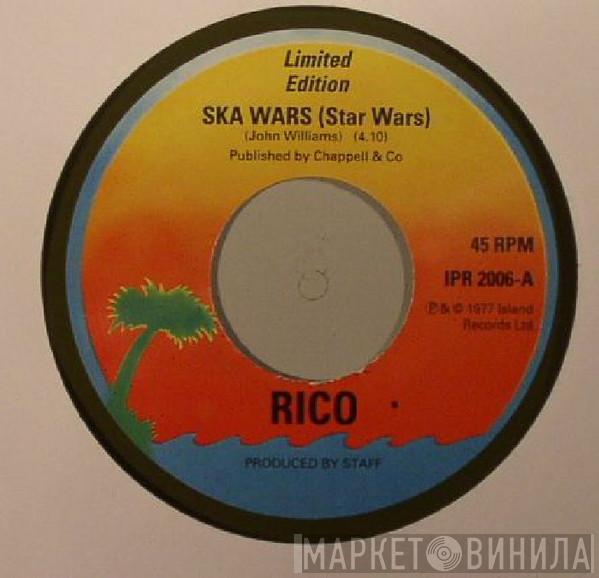 Limited
Edition
SKA WARS (Star Wars)
(John Williams) (4.10)
Published by Chappell & Co
45 RPM
IPR 2006-A
℗ & © 1977 Island
Records Ltd.
RICO
PRODUCED BY STAFF
МАРКЕТ ВИНИЛА